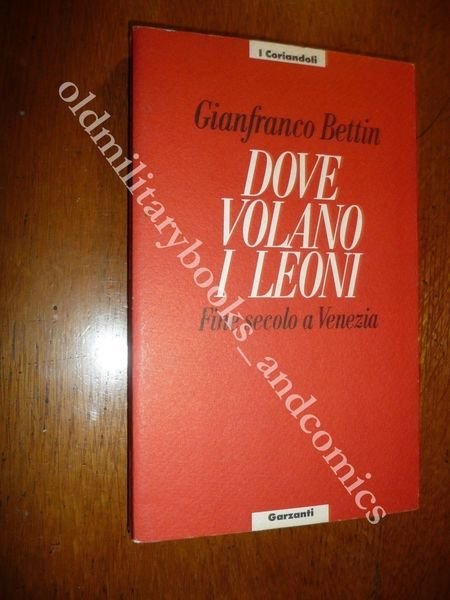 I Coriandoli
Gianfranco Bettin
DOVE
VOLANO
I LEONI
Fine secolo a Venezia
Garzanti
oldmilitarybooks_andcomics